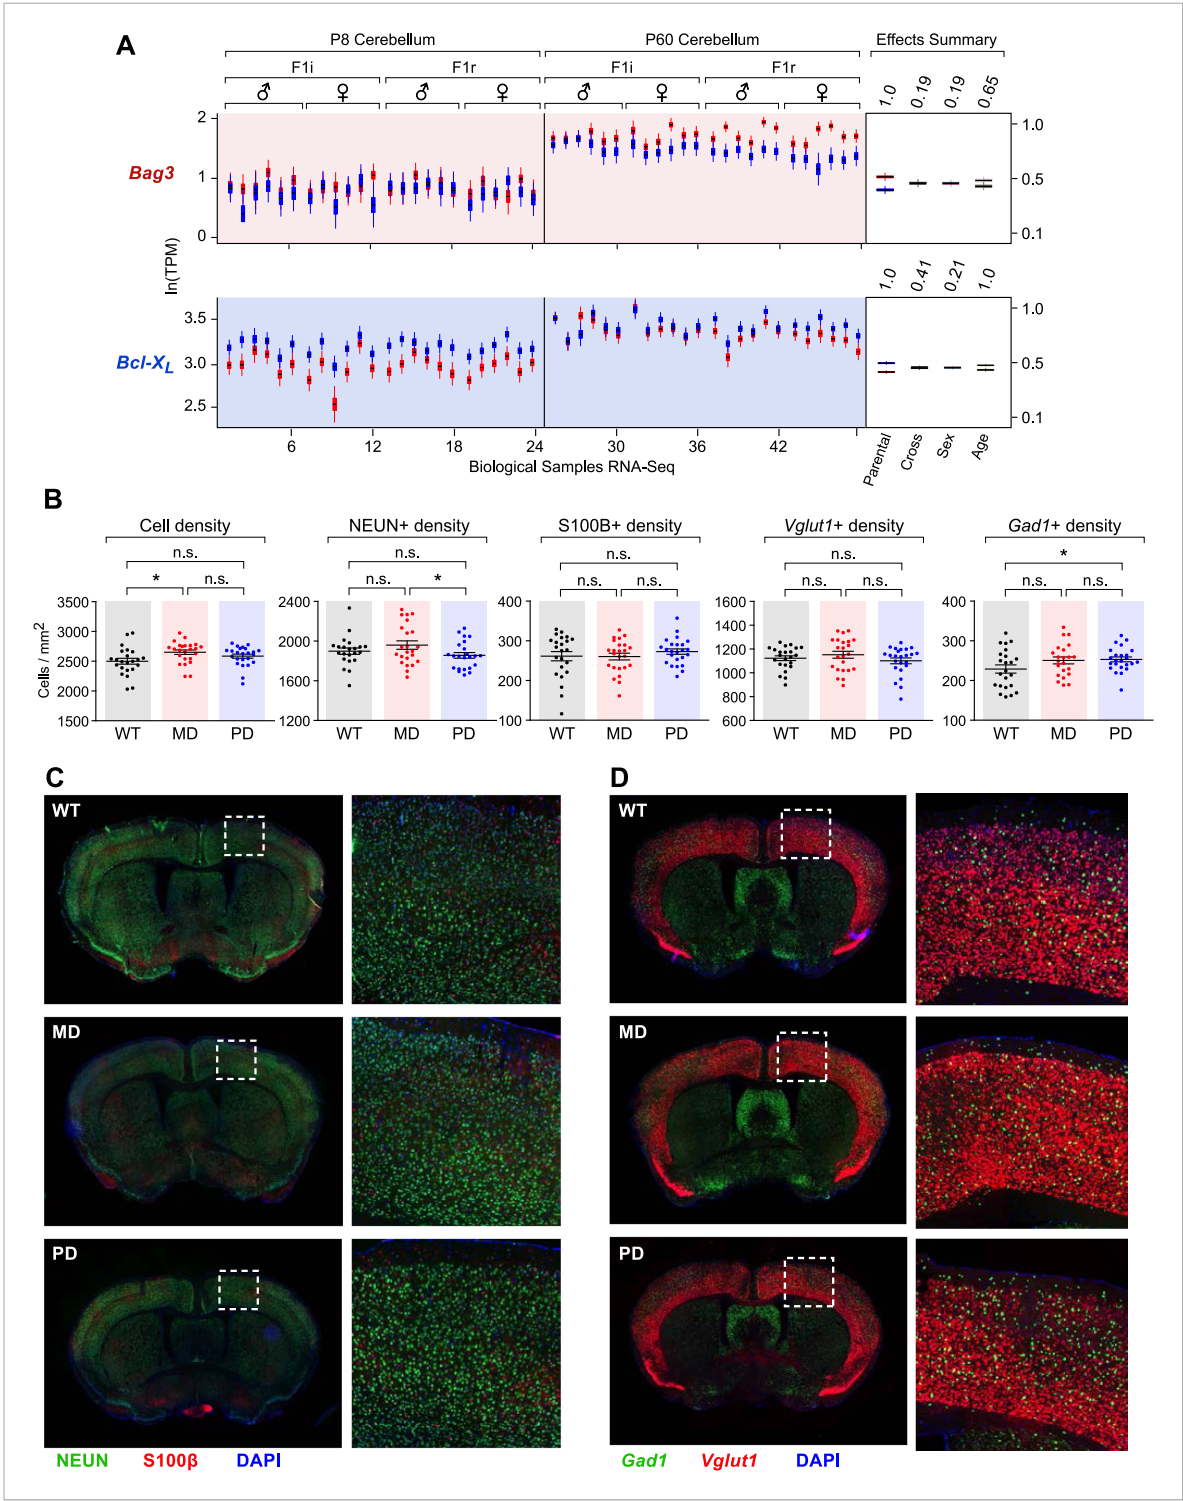 A
P8 Cerebellum
P60 Cerebellum
Effects Summary
F1i
F1r
F1i
F1r
♂ ♀ ♂ ♀ ♂ ♀ ♂ ♀
1.0 0.19 0.19 0.65
Bag3
2
1
0
1.0
0.5
0.1
ln(TPM)
1.0 0.41 0.21 1.0
Bcl-XL
3.5
3.0
2.5
1.0
0.5
0.1
6 12 18 24 30 36 42
Biological Samples RNA-Seq
Parental Cross Sex Age
B
Cell density
n.s.
* n.s.
Cells / mm2
3500
3000
2500
2000
1500
WT MD PD
NEUN+ density
n.s.
n.s. *
2400
2000
1600
1200
WT MD PD
S100B+ density
n.s.
n.s. n.s.
400
300
200
100
WT MD PD
Vglut1+ density
n.s.
n.s. n.s.
1600
1400
1200
1000
800
600
WT MD PD
Gad1+ density
*
n.s. n.s.
400
300
200
100
WT MD PD
C
WT
MD
PD
NEUN S100β DAPI
D
WT
MD
PD
Gad1 Vglut1 DAPI